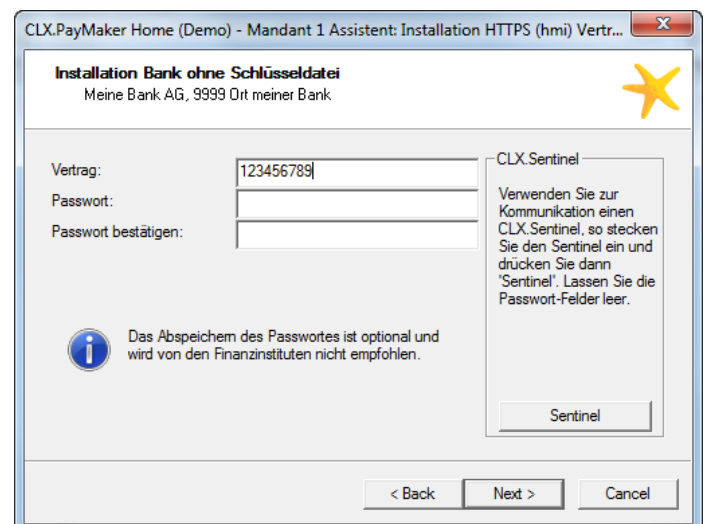 CLX.PayMaker Home (Demo) - Mandant 1 Assistent: Installation HTTPS (hmi) Vertr...
Installation Bank ohne Schlüsseldatei
Meine Bank AG, 9999 Ort meiner Bank
Vertrag:
123456789
Passwort:
Passwort bestätigen:
Das Abspeichern des Passwortes ist optional und
wird von den Finanzinstituten nicht empfohlen.
CLX.Sentinel
Verwenden Sie zur
Kommunikation einen
CLX.Sentinel, so stecken
Sie den Sentinel ein und
drücken Sie dann
'Sentinel'. Lassen Sie die
Passwort-Felder leer.
Sentinel
< Back
Next >
Cancel